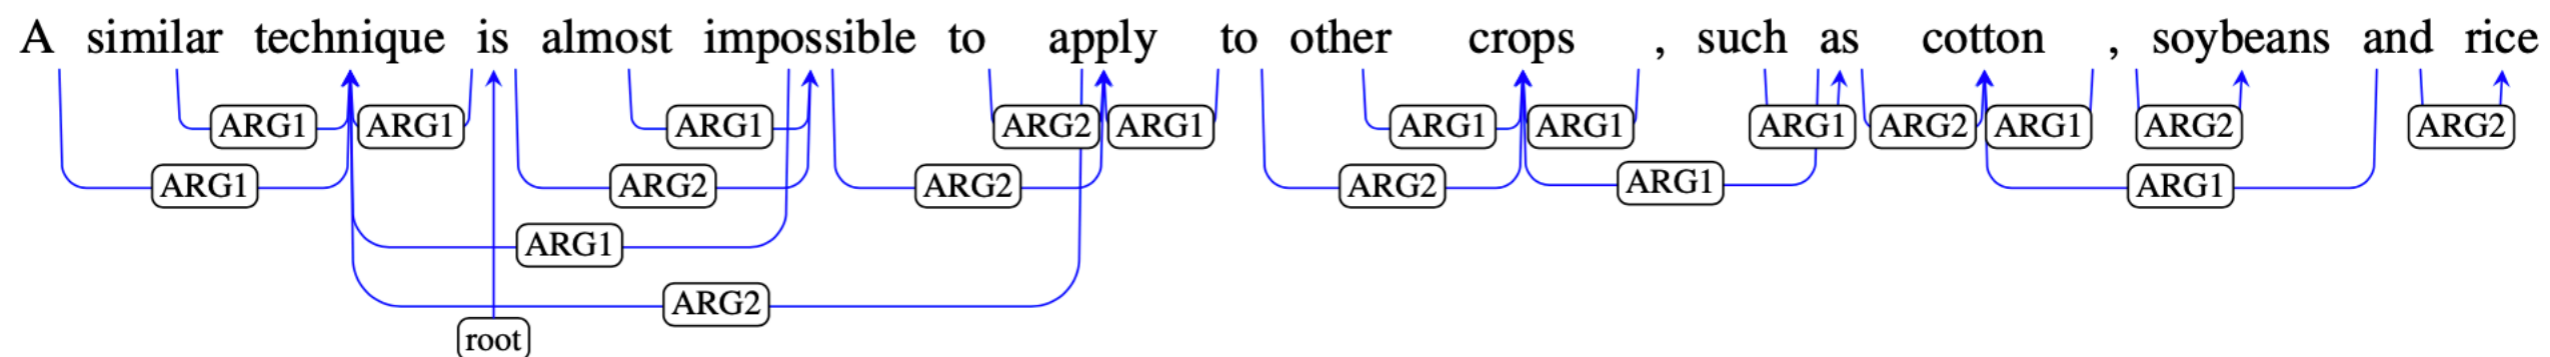 A similar technique is almost impossible to apply to other crops , such as cotton , soybeans and rice
ARG1 ARG1 ARG1 ARG2 ARG1 ARG1 ARG1 ARG1 ARG2 ARG1 ARG2 ARG2
ARG1 ARG2 ARG2 ARG2 ARG1 ARG1
ARG1
ARG2
root